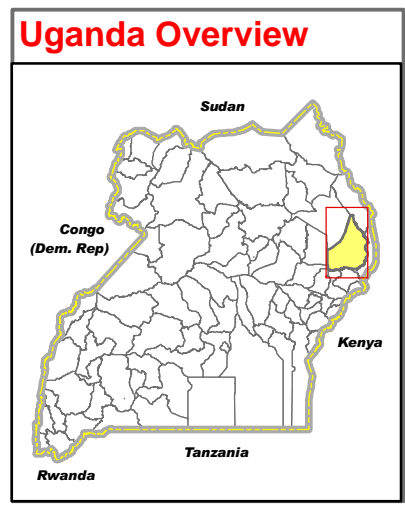 Uganda Overview
Sudan
Congo
(Dem. Rep)
Kenya
Tanzania
Rwanda